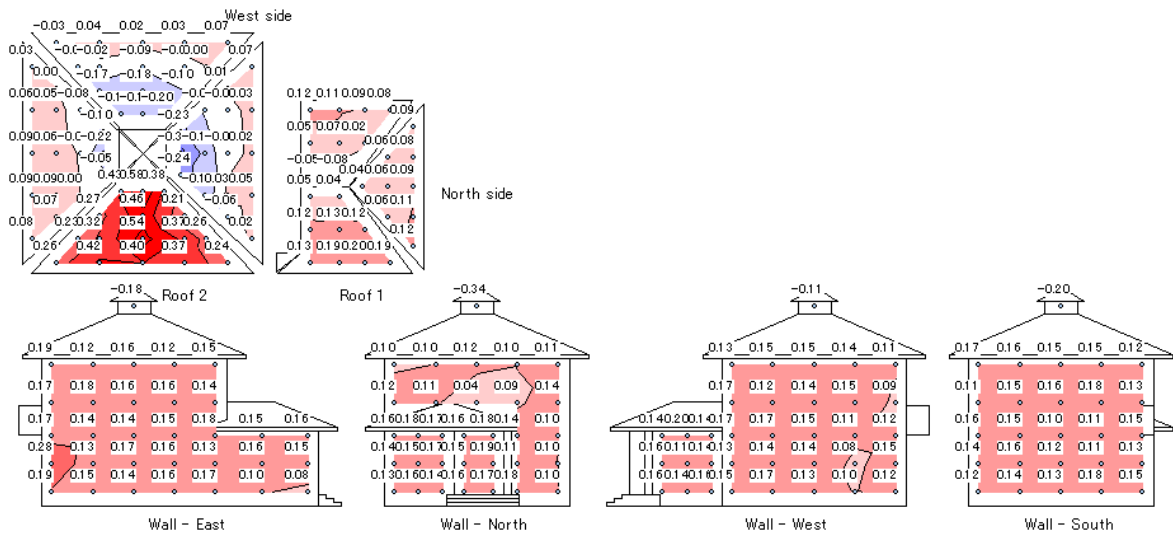 West side
-0.03 0.04 0.02 0.03 0.07
0.03 -0.02 -0.09 0.00 0.07
0.00 -0.17 -0.18 -0.10 0.01
0.06 0.05 -0.08 -0.20 0.03
-0.10 -0.23
0.09 0.06 -0.22 0.02
-0.05 -0.24
0.09 0.09 0.00 0.58 0.38 0.05
0.07 0.27 0.46 0.21 -0.06
0.08 0.23 0.32 0.54 0.37 0.26 0.02
0.26 0.42 0.40 0.37 0.24
Roof 2
0.12 0.11 0.09 0.08
0.09
0.05 0.07 0.02
0.06 0.08
-0.05 -0.08
0.04 0.06 0.09
0.05 0.04
0.06 0.11
0.12 0.13 0.12
0.12
0.13 0.19 0.20 0.19
North side
Roof 1
-0.18
0.19 0.12 0.16 0.12 0.15
0.17 0.18 0.16 0.16 0.14
0.17 0.14 0.14 0.15 0.18 0.15 0.16
0.28 0.13 0.17 0.16 0.13 0.16 0.15
0.19 0.15 0.14 0.16 0.17 0.10 0.08
Wall - East
-0.34
0.10 0.10 0.12 0.10 0.11
0.12 0.11 0.04 0.09 0.14
0.16 0.18 0.17 0.16 0.18 0.14 0.10
0.14 0.15 0.17 0.15 0.19 0.11 0.10
0.13 0.16 0.14 0.16 0.17 0.18 0.10
Wall - North
-0.11
0.13 0.15 0.15 0.14 0.11
0.17 0.12 0.14 0.15 0.09
0.14 0.20 0.14 0.17 0.17 0.15 0.11 0.12
0.16 0.11 0.14 0.17 0.14 0.14 0.08 0.15
0.16 0.14 0.16 0.15 0.13 0.12 0.10 0.12
Wall - West
-0.20
0.17 0.16 0.15 0.15 0.12
0.11 0.15 0.16 0.18 0.13
0.12 0.15 0.10 0.11 0.15
0.16 0.14 0.12 0.11 0.15
0.12 0.14 0.13 0.18 0.15
Wall - South